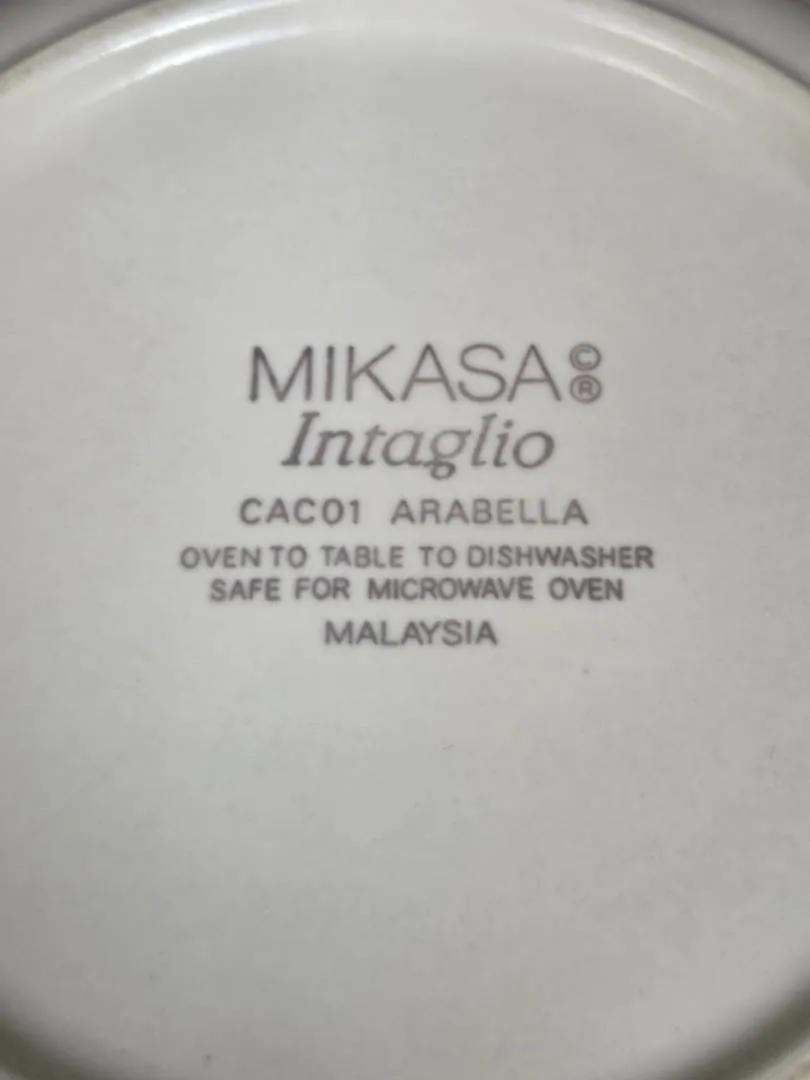 MIKASA©®
Intaglio
CAC01 ARABELLA
OVEN TO TABLE TO DISHWASHER
SAFE FOR MICROWAVE OVEN
MALAYSIA